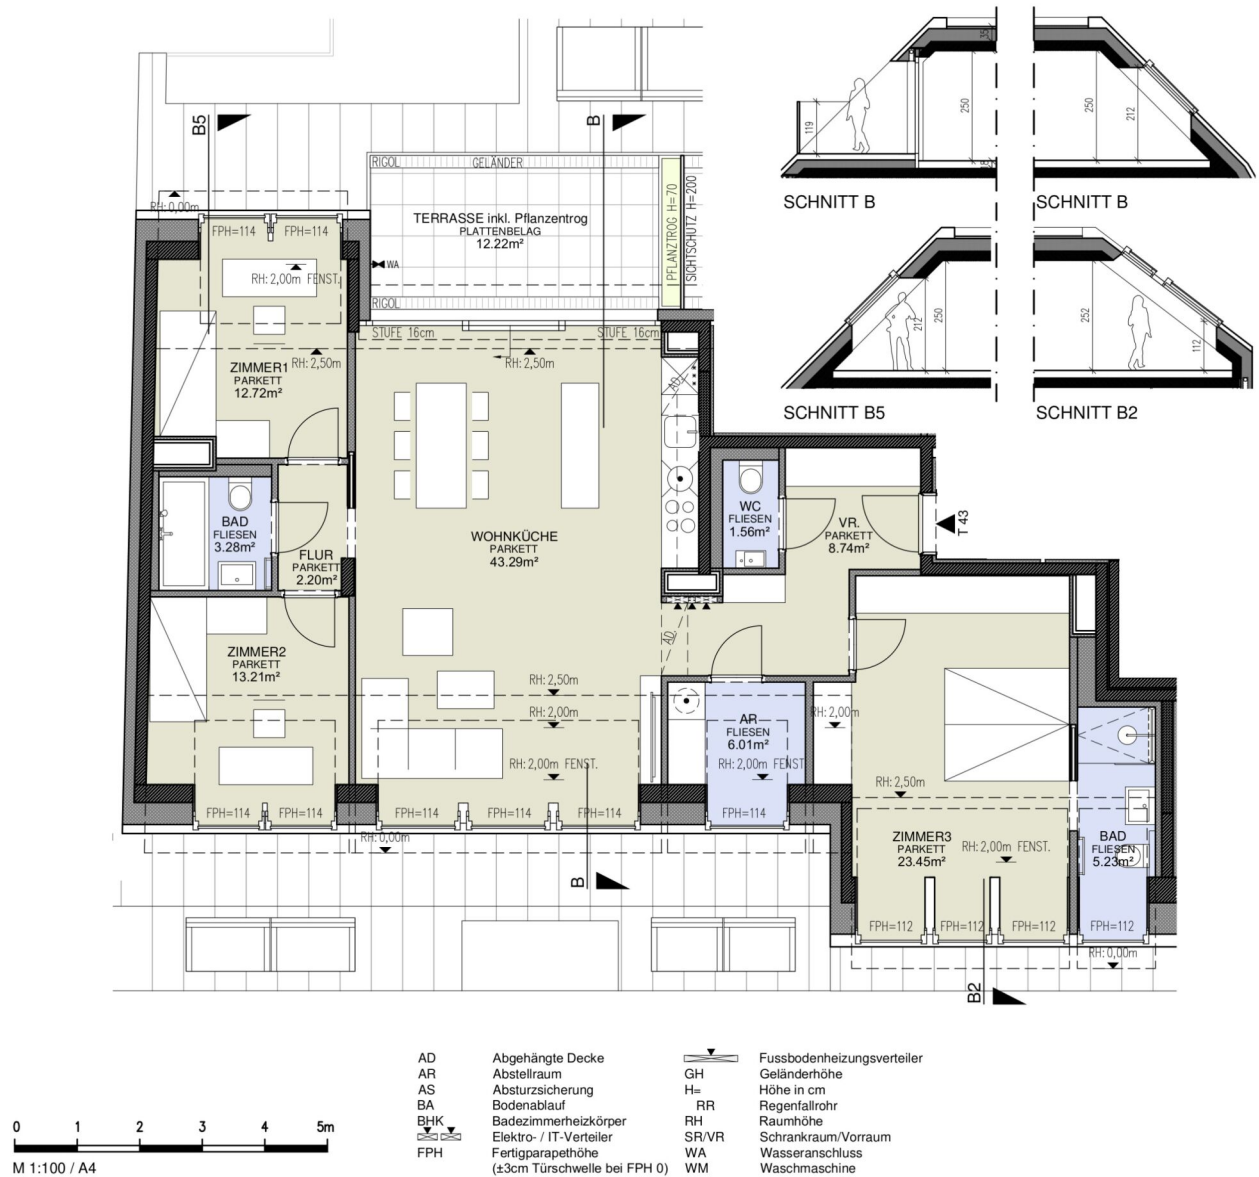 B5
B
RH: 0,00m
RIGOL
GELÄNDER
TERRASSE inkl. Pflanzentrog
PLATTENBELAG
12.22m²
PFLANZTROG H=70
SICHTSCHUTZ H=200
WA
RIGOL
FPH=114
FPH=114
RH: 2,00m FENST.
STUFE 16cm
STUFE 16cm
RH: 2,50m
RH: 2,50m
ZIMMER1
PARKETT
12.72m²
AD
BAD
FLIESEN
3.28m²
FLUR
PARKETT
2.20m²
WOHNKÜCHE
PARKETT
43.29m²
WC
FLIESEN
1.56m²
VR.
PARKETT
8.74m²
T 43
AD
ZIMMER2
PARKETT
13.21m²
RH: 2,50m
RH: 2,00m
RH: 2,00m FENST.
AR
FLIESEN
6.01m²
RH: 2,00m
RH: 2,00m FENST
RH: 2,50m
FPH=114
FPH=114
FPH=114
FPH=114
FPH=114
FPH=114
RH: 0,00m
ZIMMER3
PARKETT
23.45m²
RH: 2,00m FENST.
BAD
FLIESEN
5.23m²
FPH=112
FPH=112
FPH=112
FPH=112
RH: 0,00m
B
B2
35
119
250
18
250
212
SCHNITT B
SCHNITT B
212
250
252
112
SCHNITT B5
SCHNITT B2
AD Abgehängte Decke
AR Abstellraum
AS Absturzsicherung
BA Bodenablauf
BHK Badezimmerheizkörper
Elektro- / IT-Verteiler
FPH Fertigparapethöhe
(±3cm Türschwelle bei FPH 0)
Fussbodenheizungsverteiler
GH Geländerhöhe
H= Höhe in cm
RR Regenfallrohr
RH Raumhöhe
SR/VR Schrankraum/Vorraum
WA Wasseranschluss
WM Waschmaschine
0 1 2 3 4 5m
M 1:100 / A4